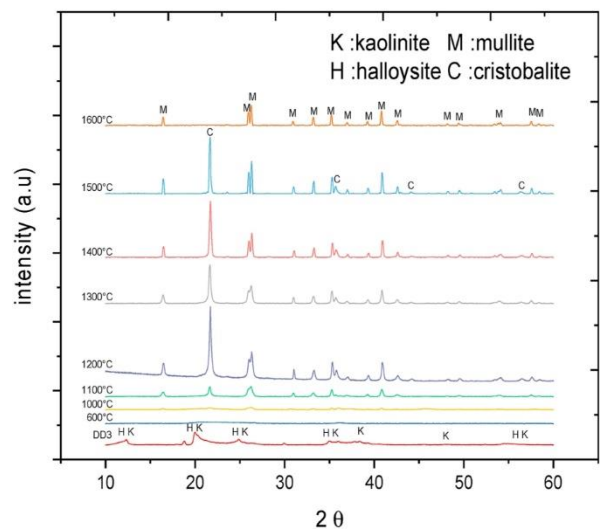 K :kaolinite M :mullite
H :halloysite C :cristobalite
M M M M M M M M M M M M M M M
1600°C
C
1500°C C C C
1400°C
1300°C
1200°C
1100°C
1000°C
600°C
DD3 H K H K H K H K K K H K
10 20 30 40 50 60
2 θ
intensity (a.u)